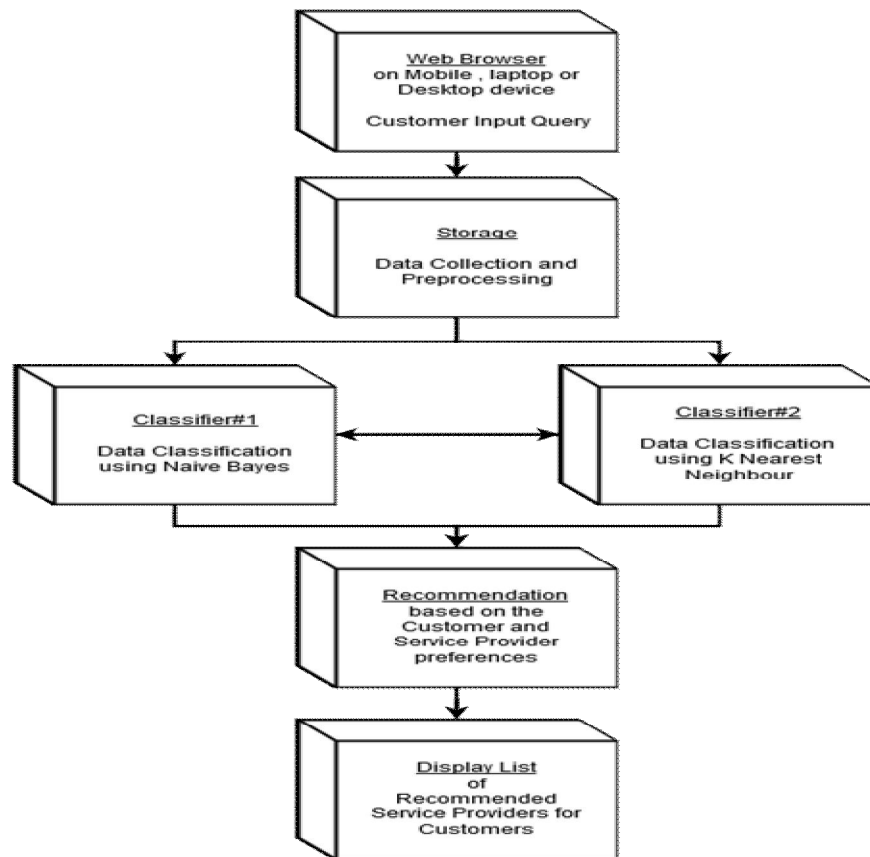 Web Browser
on Mobile , laptop or
Desktop device
Customer Input Query
Storage
Data Collection and
Preprocessing
Classifier#1
Data Classification
using Naive Bayes
Classifier#2
Data Classification
using K Nearest
Neighbour
Recommendation
based on the
Customer and
Service Provider
preferences
Display List
of
Recommended
Service Providers for
Customers